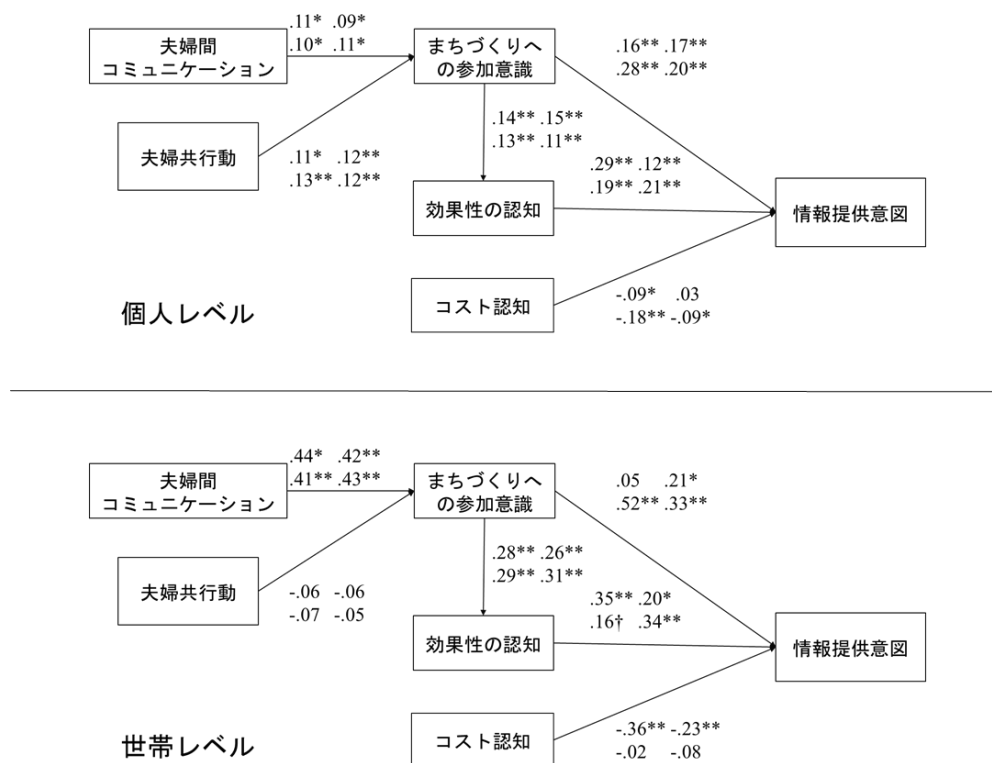 .11* .09*
.10* .11*
夫婦間
コミュニケーション
まちづくりへ
の参加意識
.16** .17**
.28** .20**
.14** .15**
.13** .11**
夫婦共行動
.11* .12**
.13** .12**
.29** .12**
.19** .21**
効果性の認知
情報提供意図
コスト認知
-.09* .03
-.18** -.09*
個人レベル
.44* .42**
.41** .43**
夫婦間
コミュニケーション
まちづくりへ
の参加意識
.05 .21*
.52** .33**
.28** .26**
.29** .31**
夫婦共行動
-.06 -.06
-.07 -.05
.35** .20*
.16† .34**
効果性の認知
情報提供意図
コスト認知
-.36** -.23**
-.02 -.08
世帯レベル